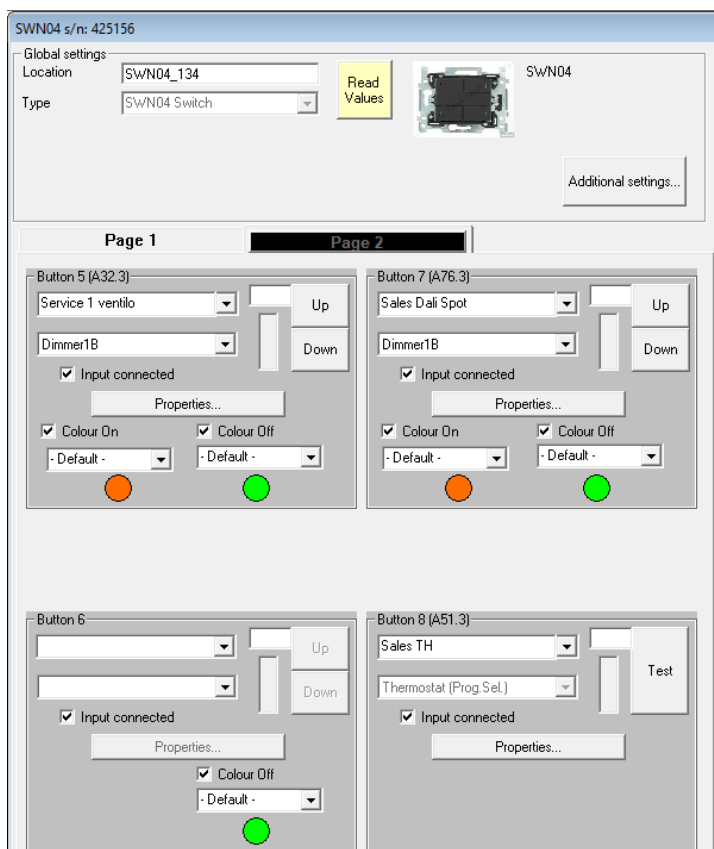 SWN04 s/n: 425156
Global settings
Location SWN04_134
Type SWN04 Switch
Read
Values
SWN04
Additional settings...
Page 1
Page 2
Button 5 (A32.3)
Service 1 ventilo
Up
Dimmer1B
Down
Input connected
Properties...
Colour On
Colour Off
- Default -
- Default -
Button 7 (A76.3)
Sales Dali Spot
Up
Dimmer1B
Down
Input connected
Properties...
Colour On
Colour Off
- Default -
- Default -
Button 6
Up
Down
Input connected
Properties...
Colour Off
- Default -
Button 8 (A51.3)
Sales TH
Test
Thermostat (Prog.Sel.)
Input connected
Properties...